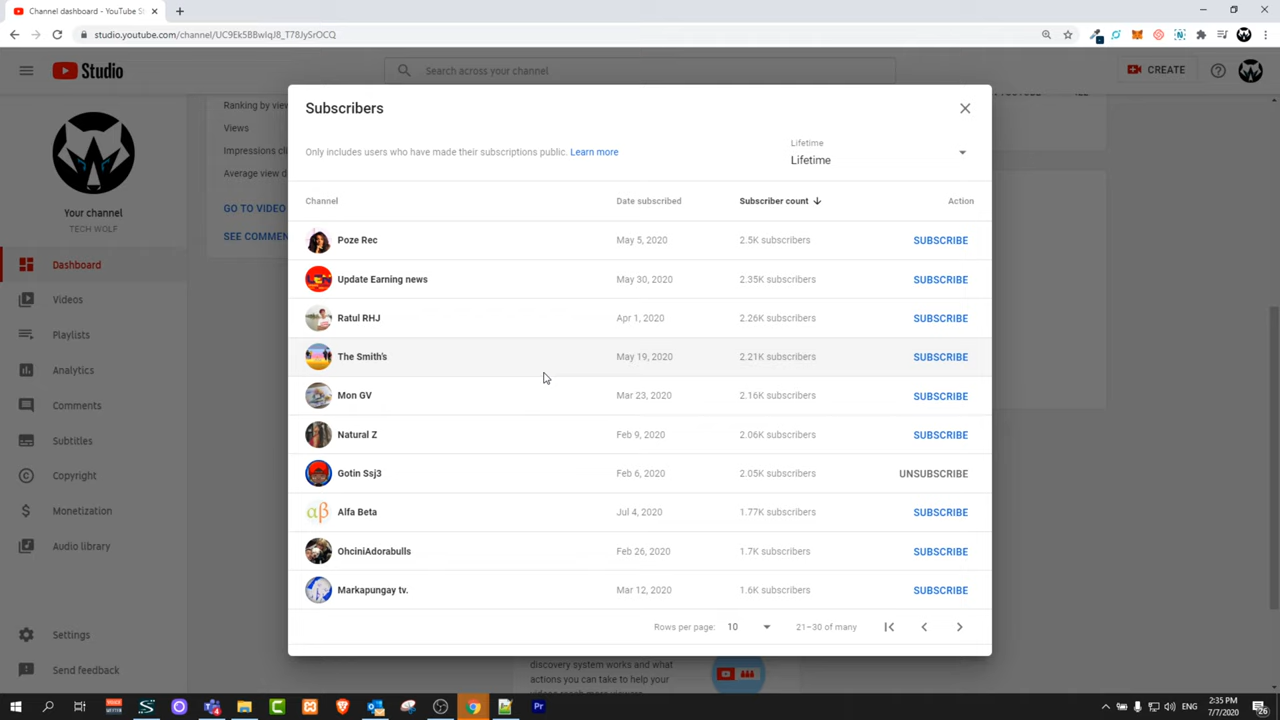 Channel dashboard - YouTube St
studio.youtube.com/channel/UC9Ek5BBwIqJ8_T78JySrOCQ
Studio
Search across your channel
CREATE
Ranking by view
Views
Impressions cli
Average view d
GO TO VIDEO
SEE COMMEN
Your channel
TECH WOLF
Dashboard
Videos
Playlists
Analytics
Comments
Subtitles
Copyright
Monetization
Audio library
Settings
Send feedback
Subscribers
Only includes users who have made their subscriptions public. Learn more
Lifetime
Lifetime
Channel Date subscribed Subscriber count Action
Poze Rec May 5, 2020 2.5K subscribers SUBSCRIBE
Update Earning news May 30, 2020 2.35K subscribers SUBSCRIBE
Ratul RHJ Apr 1, 2020 2.26K subscribers SUBSCRIBE
The Smith's May 19, 2020 2.21K subscribers SUBSCRIBE
Mon GV Mar 23, 2020 2.16K subscribers SUBSCRIBE
Natural Z Feb 9, 2020 2.06K subscribers SUBSCRIBE
Gotin Ssj3 Feb 6, 2020 2.05K subscribers UNSUBSCRIBE
αβ Alfa Beta Jul 4, 2020 1.77K subscribers SUBSCRIBE
OhciniAdorabulls Feb 26, 2020 1.7K subscribers SUBSCRIBE
Markapungay tv. Mar 12, 2020 1.6K subscribers SUBSCRIBE
Rows per page: 10 21–30 of many
discovery system works and what
actions you can take to help your
ENG
2:35 PM
7/7/2020
26